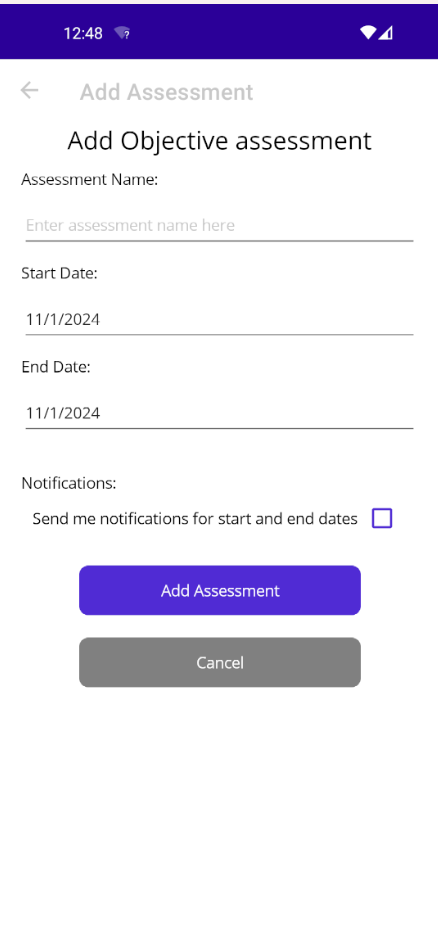 12:48
Add Assessment
Add Objective assessment
Assessment Name:
Enter assessment name here
Start Date:
11/1/2024
End Date:
11/1/2024
Notifications:
Send me notifications for start and end dates
Add Assessment
Cancel